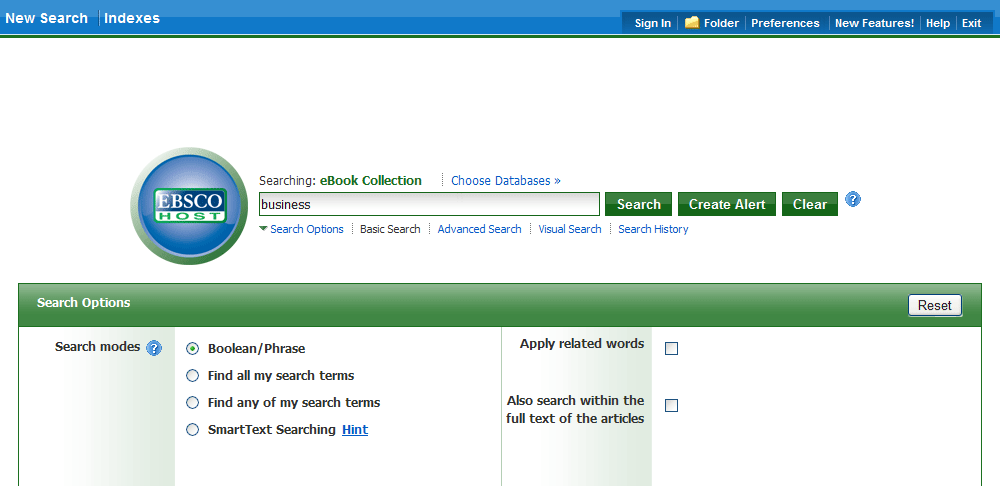 New Search Indexes
Sign In Folder Preferences New Features! Help Exit
Searching: eBook Collection Choose Databases »
EBSCO
HOST
business Search Create Alert Clear ?
Search Options Basic Search Advanced Search Visual Search Search History
Search Options Reset
Search modes ? Boolean/Phrase
Find all my search terms
Find any of my search terms
SmartText Searching Hint
Apply related words
Also search within the
full text of the articles